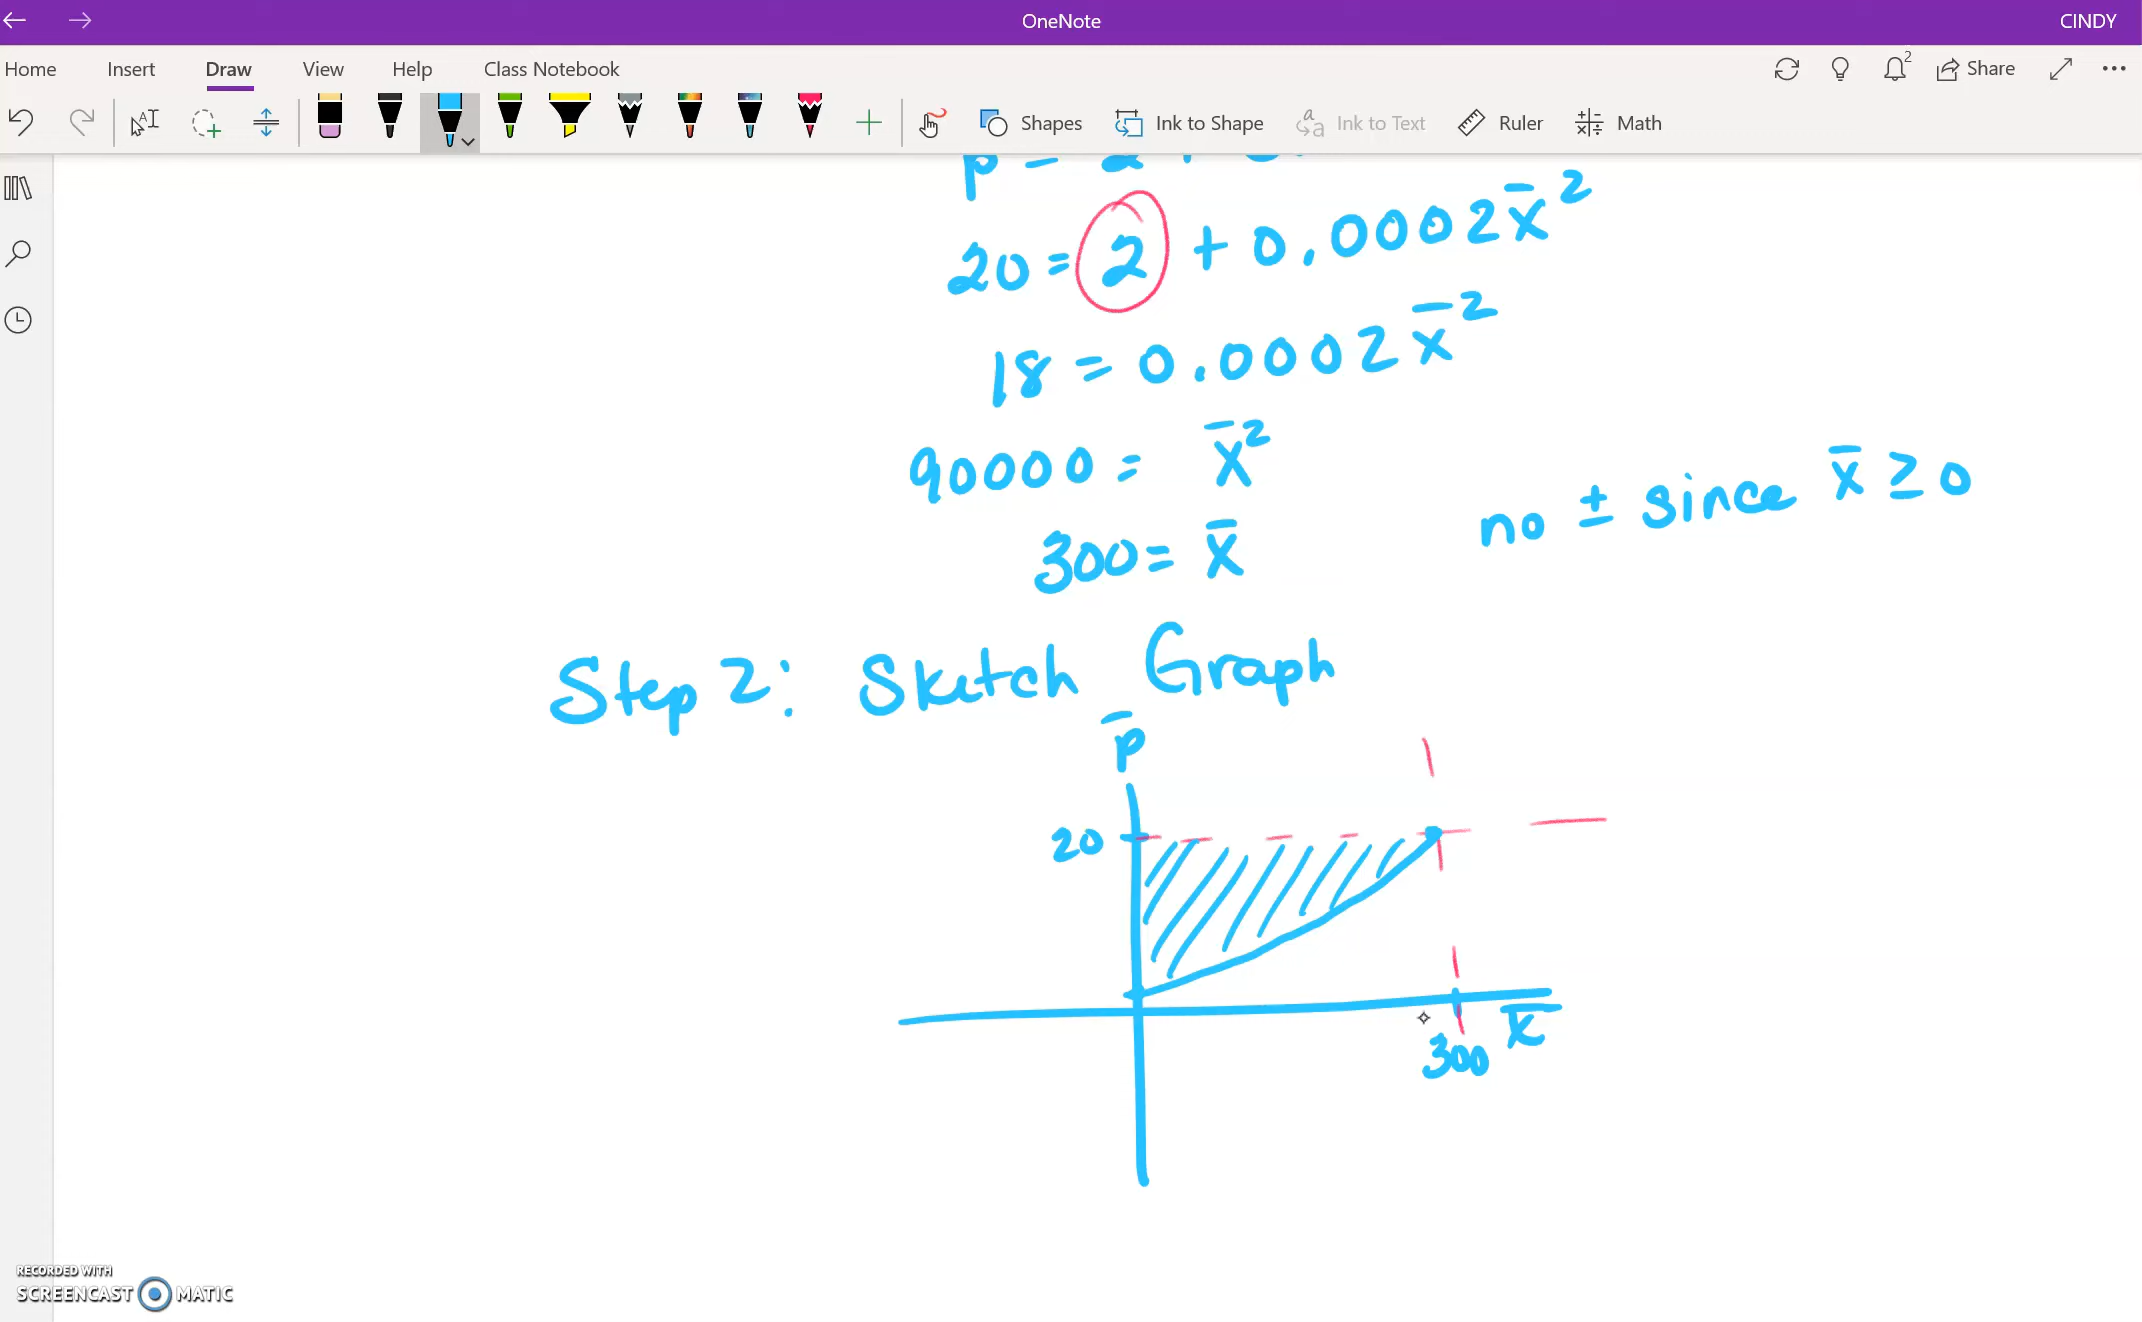 OneNote
CINDY
Home Insert Draw View Help Class Notebook
2 Share
Shapes Ink to Shape Ink to Text Ruler Math
p = 2 +
20 = 2 + 0.0002x̄²
18 = 0.0002x̄²
90000 = x̄²
no ± since x̄ ≥ 0
300 = x̄
Step 2: Sketch Graph
p̄
20
300 x̄
RECORDED WITH
SCREENCAST MATIC